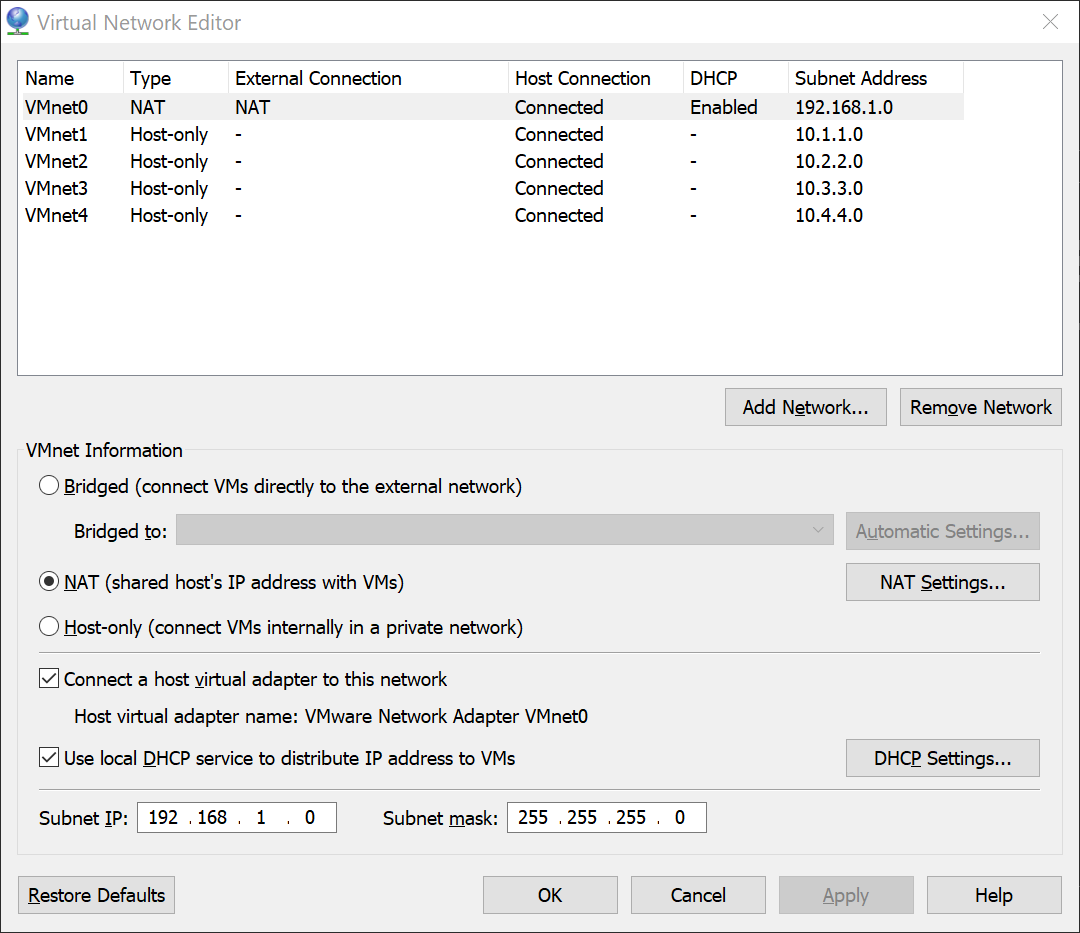 Virtual Network Editor
Name Type External Connection Host Connection DHCP Subnet Address
VMnet0 NAT NAT Connected Enabled 192.168.1.0
VMnet1 Host-only - Connected - 10.1.1.0
VMnet2 Host-only - Connected - 10.2.2.0
VMnet3 Host-only - Connected - 10.3.3.0
VMnet4 Host-only - Connected - 10.4.4.0
Add Network... Remove Network
VMnet Information
Bridged (connect VMs directly to the external network)
Bridged to: Automatic Settings...
NAT (shared host's IP address with VMs) NAT Settings...
Host-only (connect VMs internally in a private network)
Connect a host virtual adapter to this network
Host virtual adapter name: VMware Network Adapter VMnet0
Use local DHCP service to distribute IP address to VMs DHCP Settings...
Subnet IP: 192 . 168 . 1 . 0 Subnet mask: 255 . 255 . 255 . 0
Restore Defaults OK Cancel Apply Help